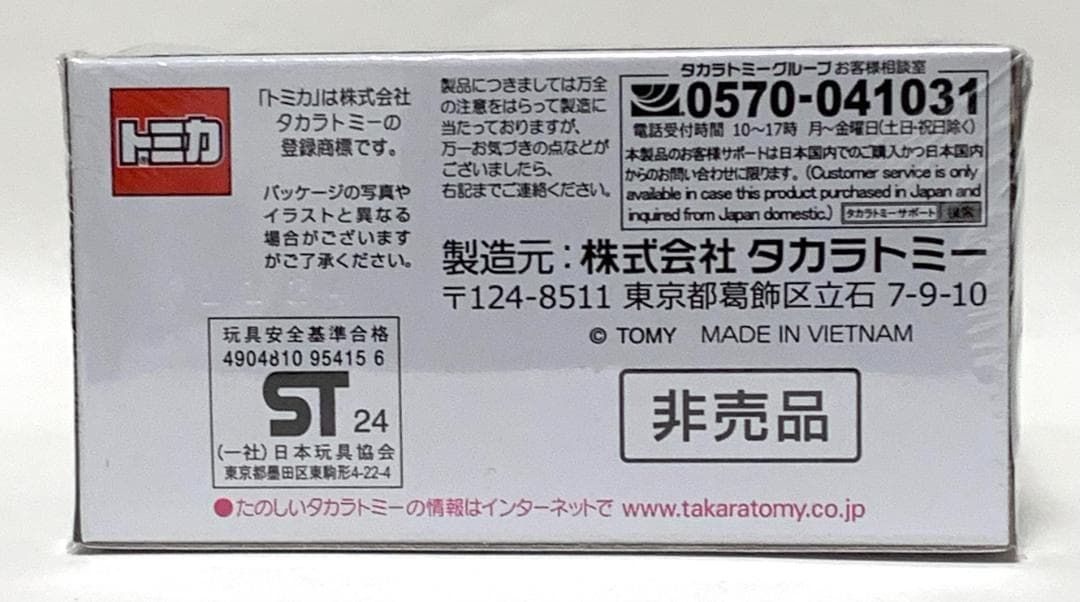 トミカ
®
「トミカ」は株式会社
タカラトミーの
登録商標です。
パッケージの写真や
イラストと異なる
場合がございます
がご了承ください。
製品につきましては万全
の注意をはらって製造に
当たっておりますが、
万一お気づきの点などが
ございましたら、
右記までご連絡ください。
タカラトミーグループお客様相談室
0570-041031
電話受付時間 10〜17時 月〜金曜日(土日・祝日除く)
本製品のお客様サポートは日本国内でのご購入かつ日本国内
からのお問い合わせに限ります。(Customer service is only
available in case this product purchased in Japan and
inquired from Japan domestic.) タカラトミーサポート 検索
製造元:株式会社 タカラトミー
〒124-8511 東京都葛飾区立石 7-9-10
© TOMY MADE IN VIETNAM
玩具安全基準合格
4904810 95415 6
ST 24
(一社)日本玩具協会
東京都墨田区東駒形4-22-4
非売品
●たのしいタカラトミーの情報はインターネットで www.takaratomy.co.jp